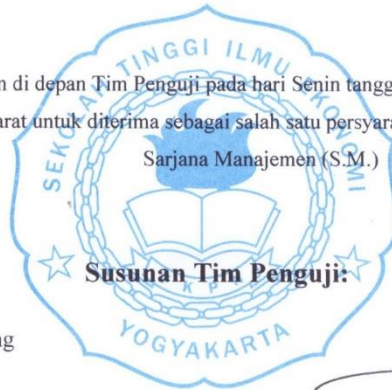 SEKOLAH TINGGI ILMU EKONOMI
n di depan Tim Penguji pada hari Senin tangg
arat untuk diterima sebagai salah satu persyara
Sarjana Manajemen (S.M.)
Susunan Tim Penguji:
YOGYAKARTA
ng